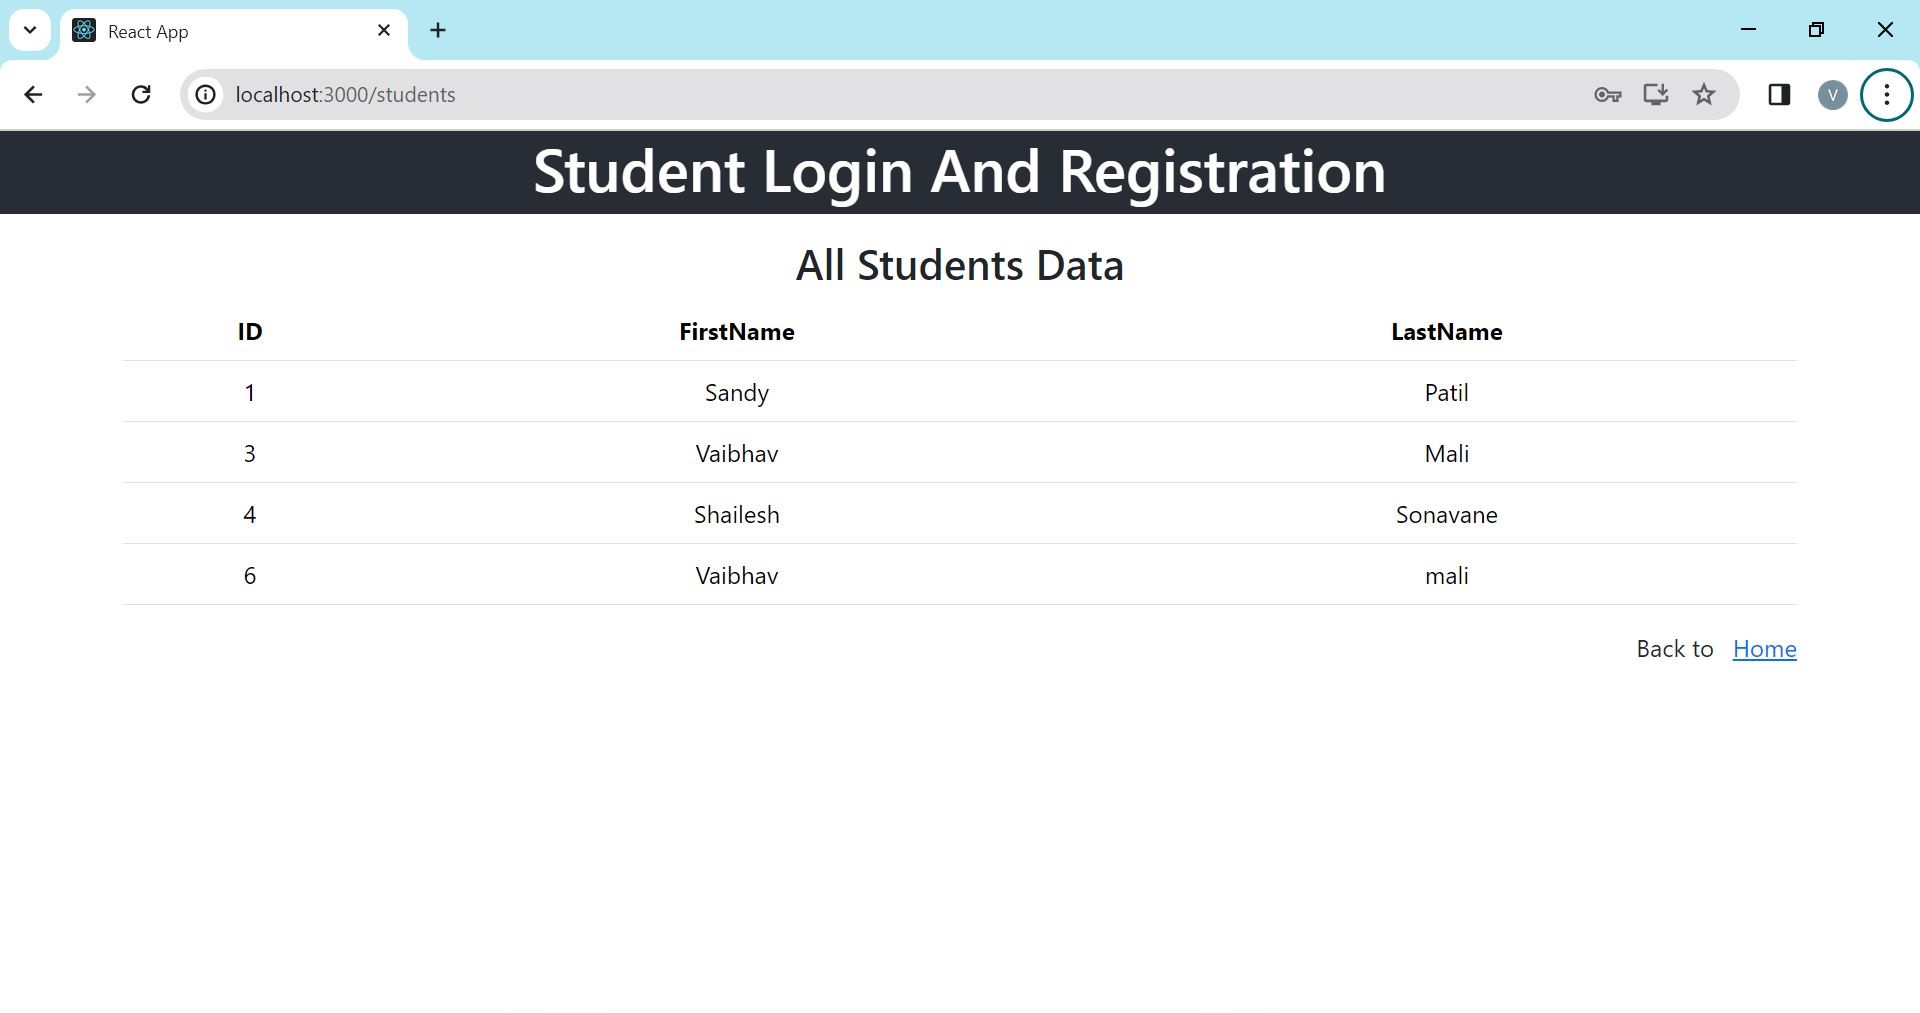 React App
localhost:3000/students
V
Student Login And Registration
All Students Data
ID FirstName LastName
1 Sandy Patil
3 Vaibhav Mali
4 Shailesh Sonavane
6 Vaibhav mali
Back to Home